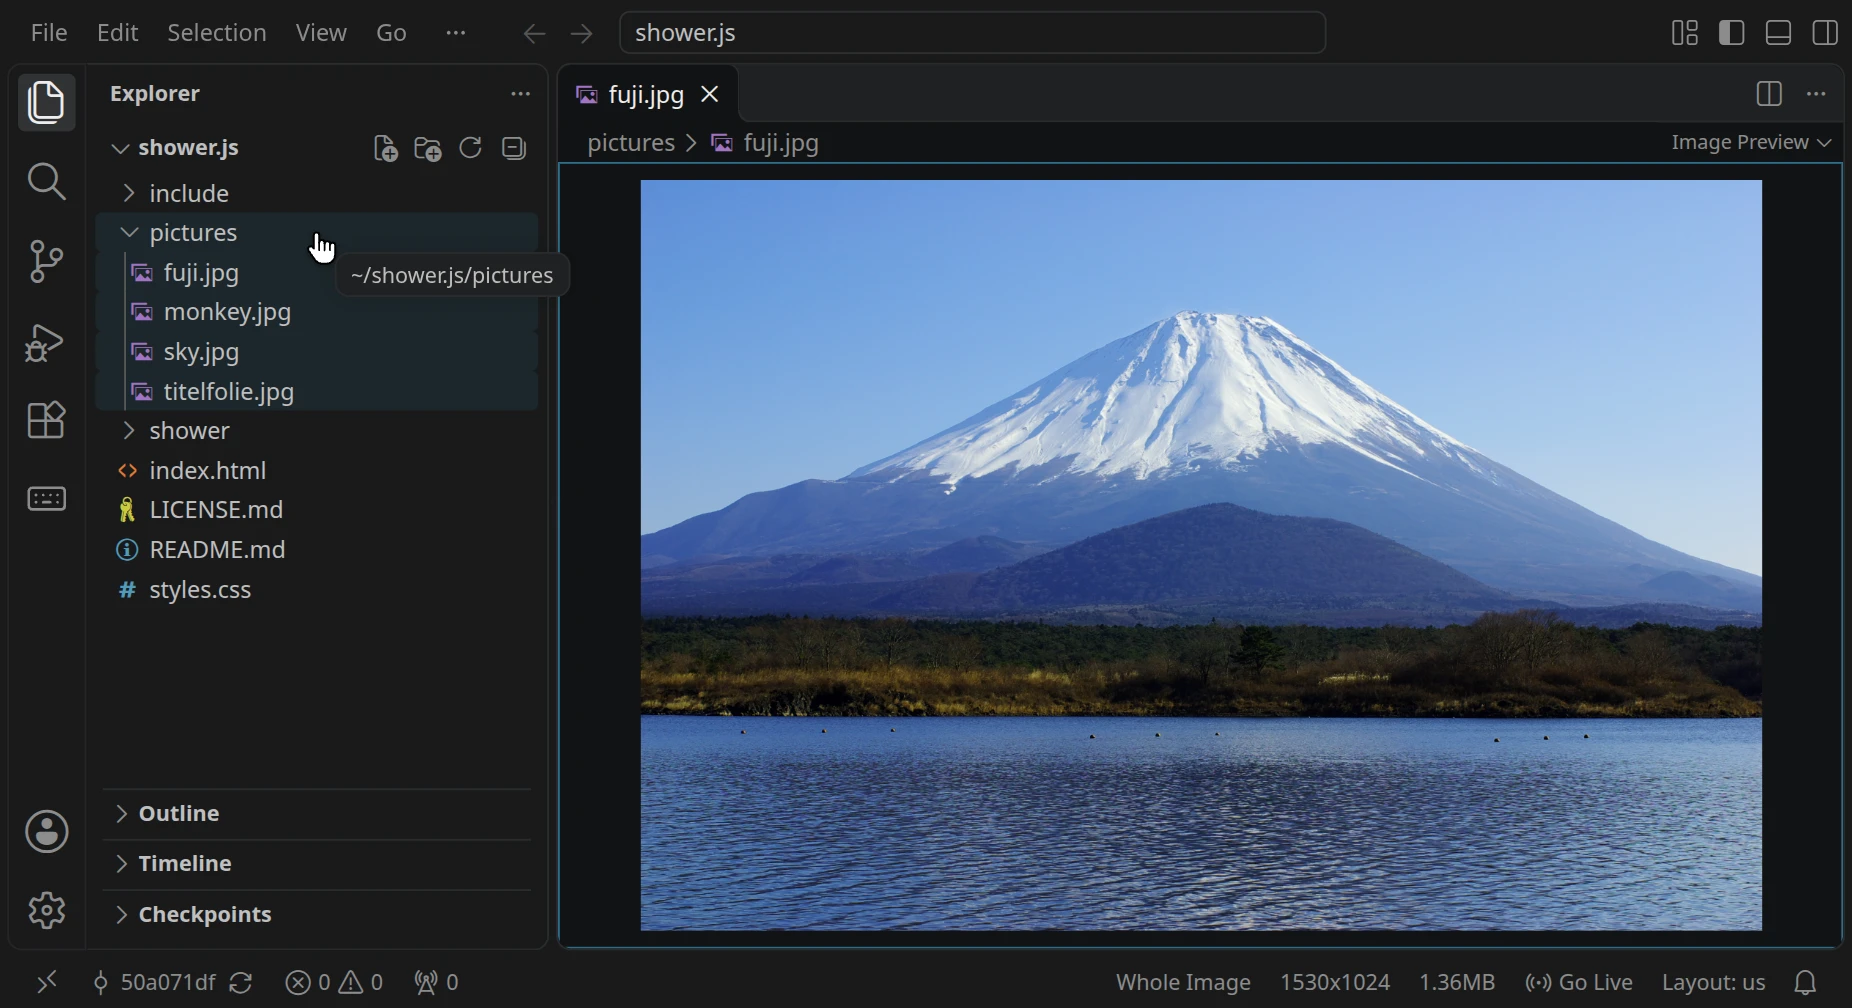 File Edit Selection View Go
shower.js
Explorer
shower.js
include
pictures
fuji.jpg
monkey.jpg
sky.jpg
titelfolie.jpg
shower
index.html
LICENSE.md
README.md
styles.css
~/shower.js/pictures
Outline
Timeline
Checkpoints
fuji.jpg
pictures > fuji.jpg
Image Preview
50a071df 0 0 0
Whole Image 1530x1024 1.36MB Go Live Layout: us